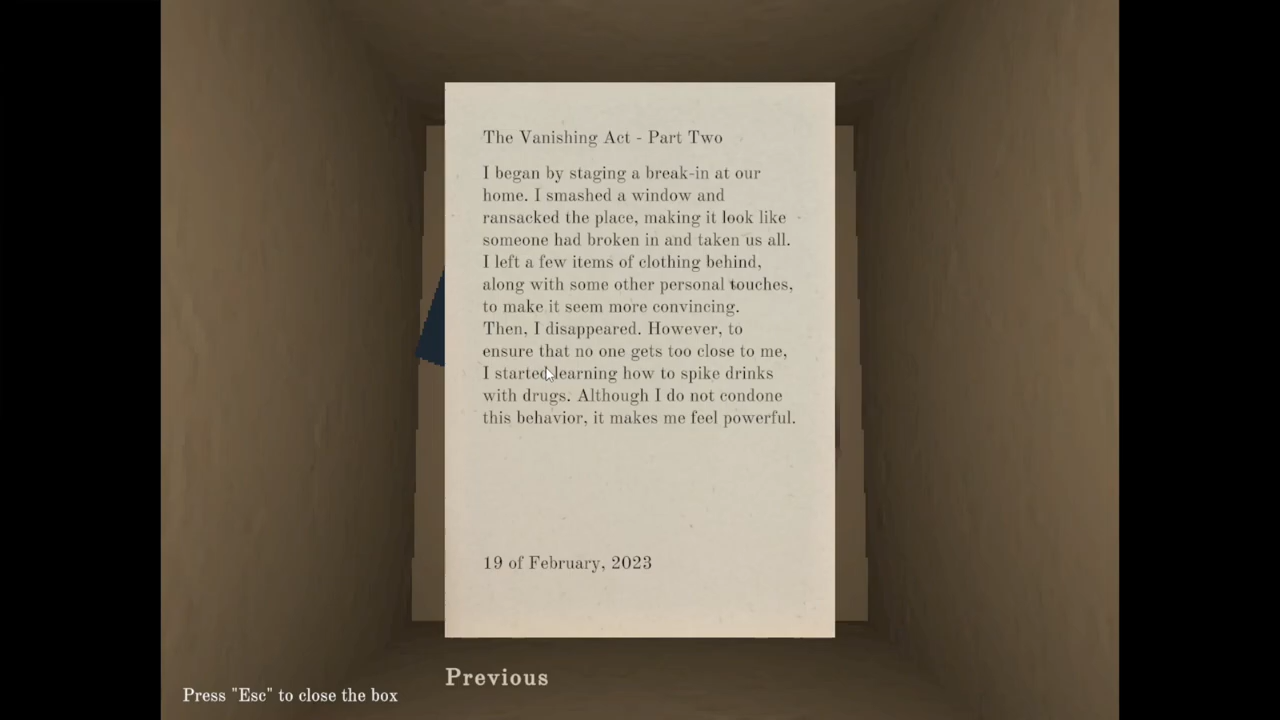 The Vanishing Act - Part Two
I began by staging a break-in at our
home. I smashed a window and
ransacked the place, making it look like
someone had broken in and taken us all.
I left a few items of clothing behind,
along with some other personal touches,
to make it seem more convincing.
Then, I disappeared. However, to
ensure that no one gets too close to me,
I started learning how to spike drinks
with drugs. Although I do not condone
this behavior, it makes me feel powerful.
19 of February, 2023
Previous
Press "Esc" to close the box